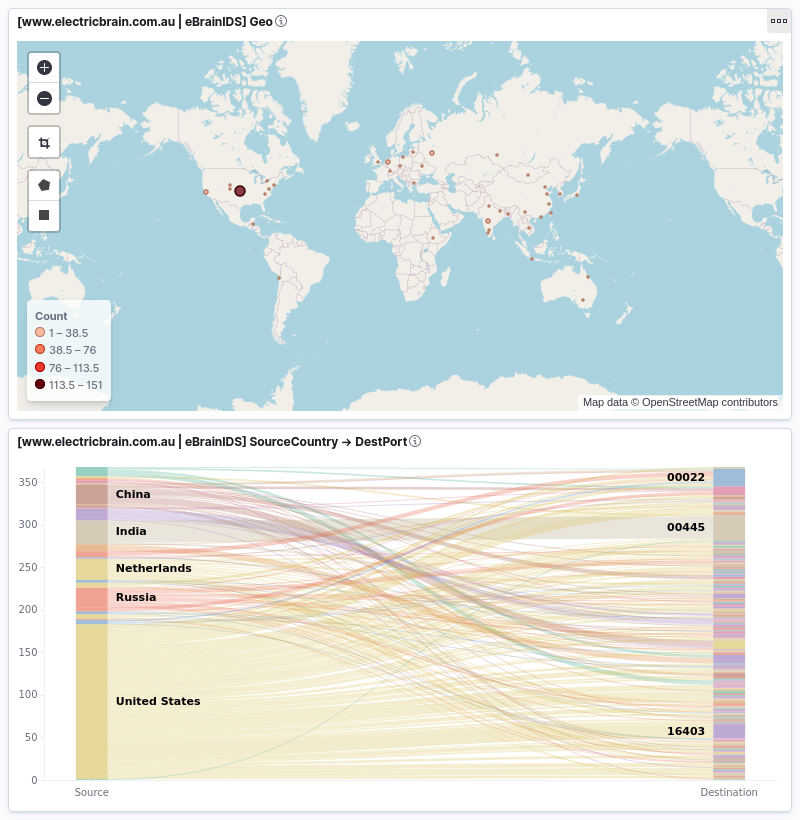 [www.electricbrain.com.au | eBrainIDS] Geo
Count
1 – 38.5
38.5 – 76
76 – 113.5
113.5 – 151
Map data © OpenStreetMap contributors
[www.electricbrain.com.au | eBrainIDS] SourceCountry → DestPort
350
300
250
200
150
100
50
0
China
India
Netherlands
Russia
United States
00022
00445
16403
Source
Destination